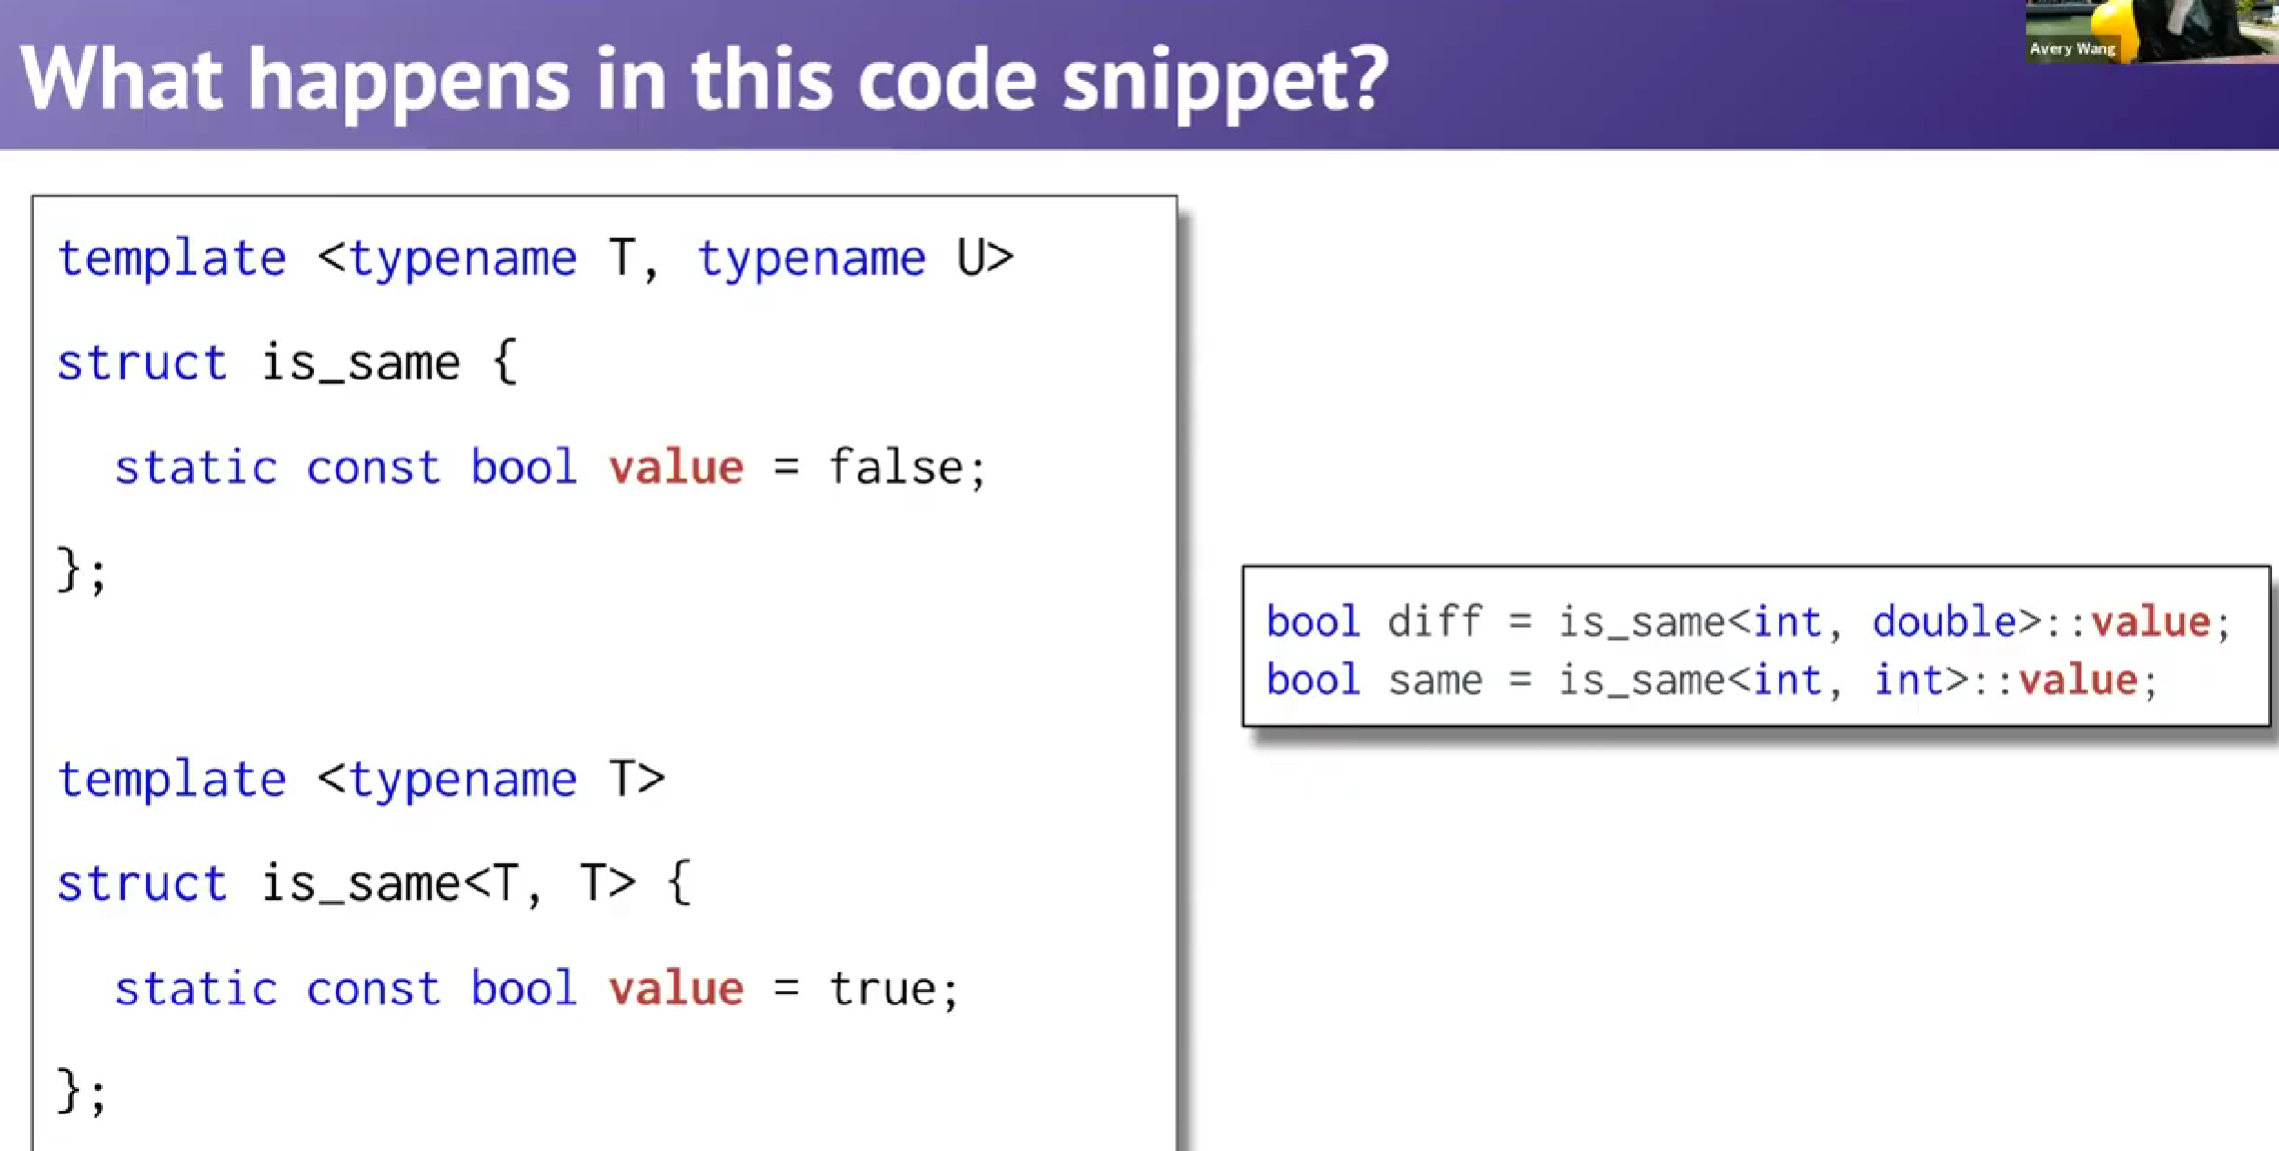 What happens in this code snippet?
Avery Wang
template <typename T, typename U>
struct is_same {
static const bool value = false;
};
template <typename T>
struct is_same<T, T> {
static const bool value = true;
};
bool diff = is_same<int, double>::value;
bool same = is_same<int, int>::value;